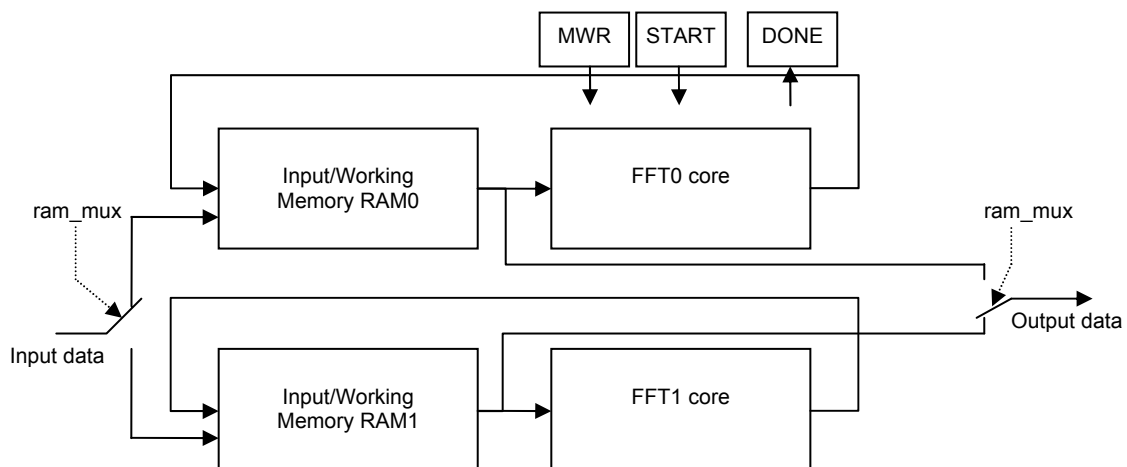 MWR
START
DONE
Input/Working
Memory RAM0
FFT0 core
ram_mux
ram_mux
Input data
Output data
Input/Working
Memory RAM1
FFT1 core